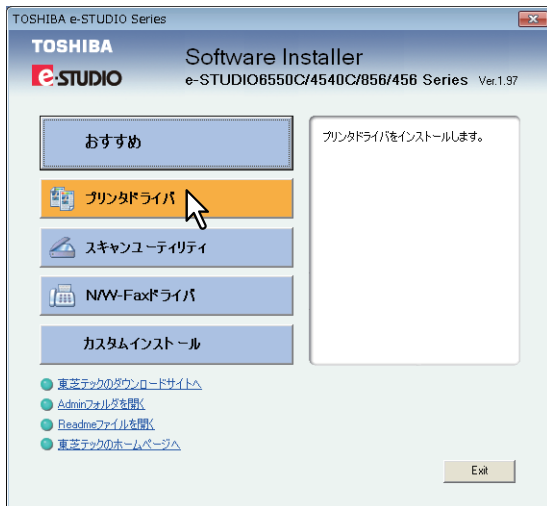 TOSHIBA e-STUDIO Series
TOSHIBA
e-STUDIO
Software Installer
e-STUDIO6550C/4540C/856/456 Series Ver.1.97
おすすめ
プリンタドライバをインストールします。
プリンタドライバ
スキャンユーティリティ
N/W-Faxドライバ
カスタムインストール
東芝テックのダウンロードサイトへ
Adminフォルダを開く
Readmeファイルを開く
東芝テックのホームページへ
Exit